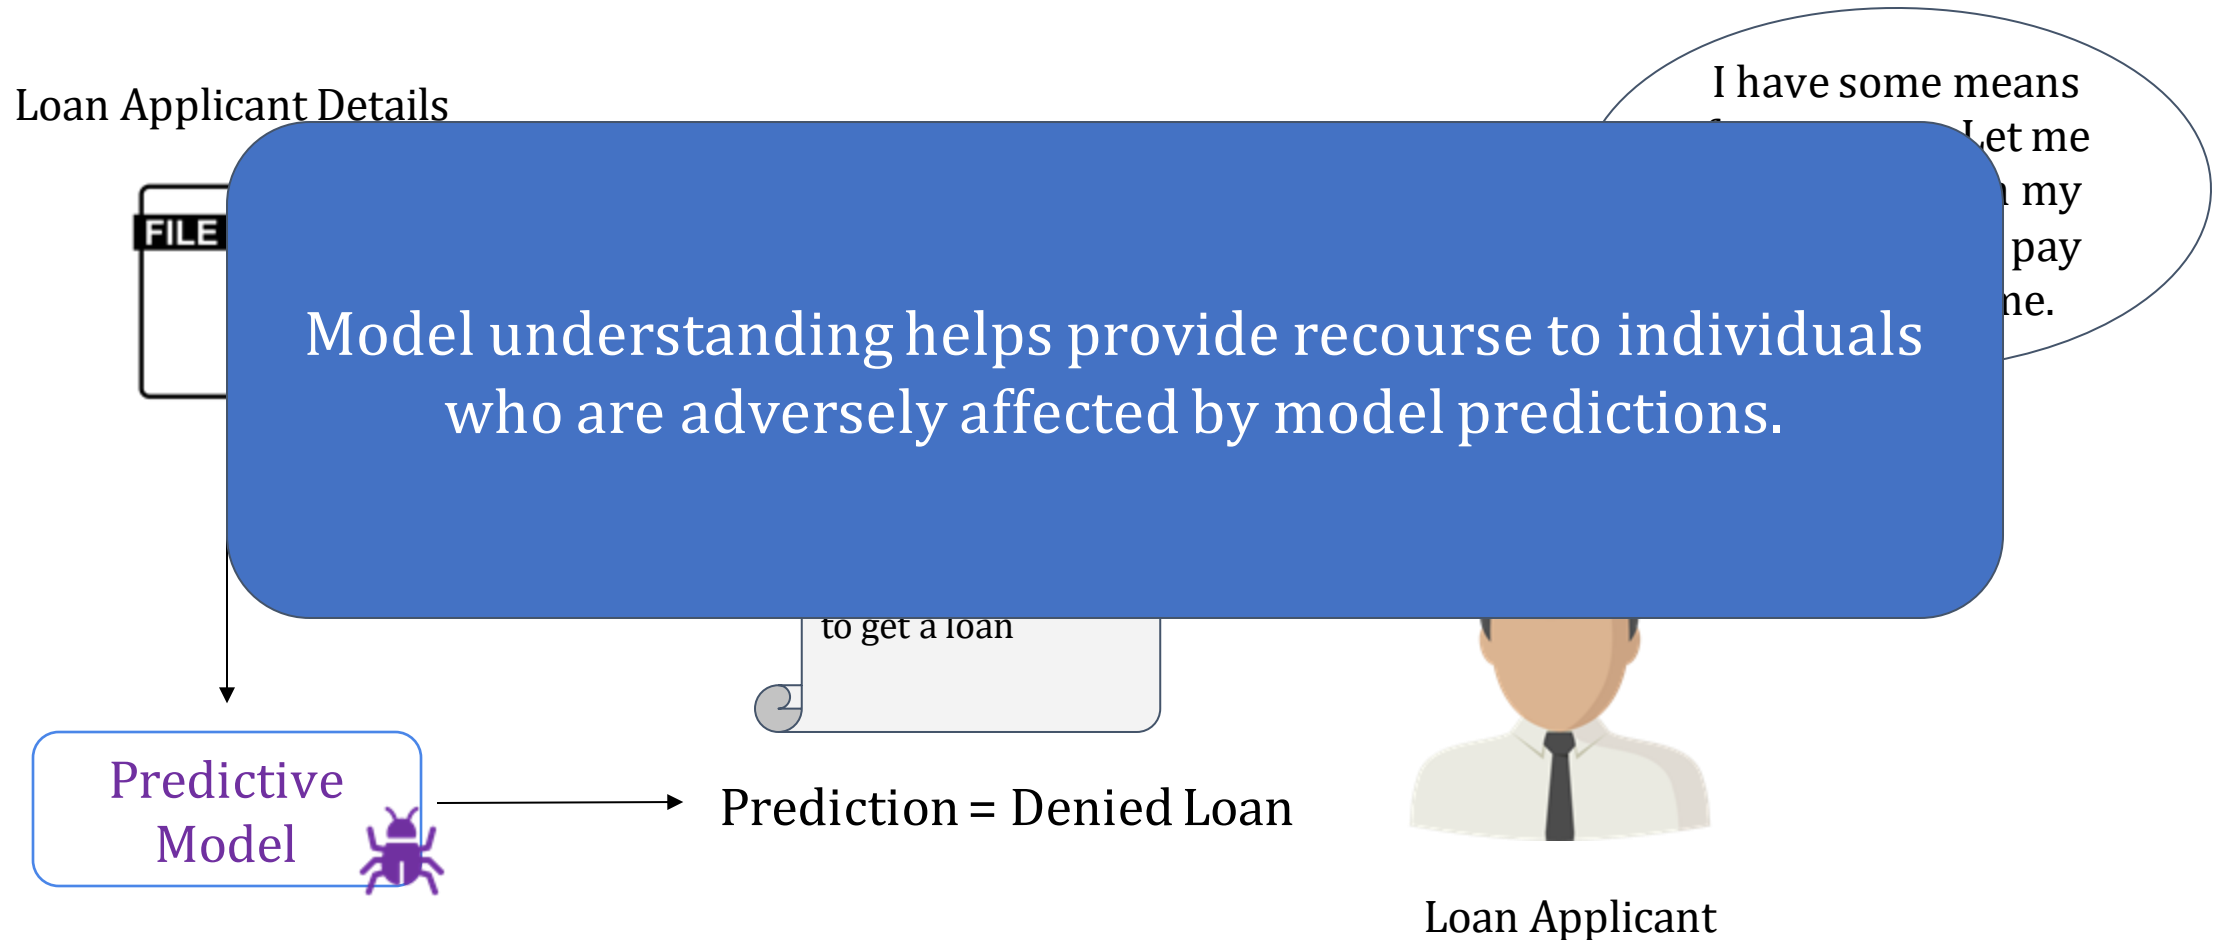 Loan Applicant Details
I have some means
Let me
my
pay
FILE
Model understanding helps provide recourse to individuals
who are adversely affected by model predictions.
to get a loan
Predictive
Model
Prediction = Denied Loan
Loan Applicant